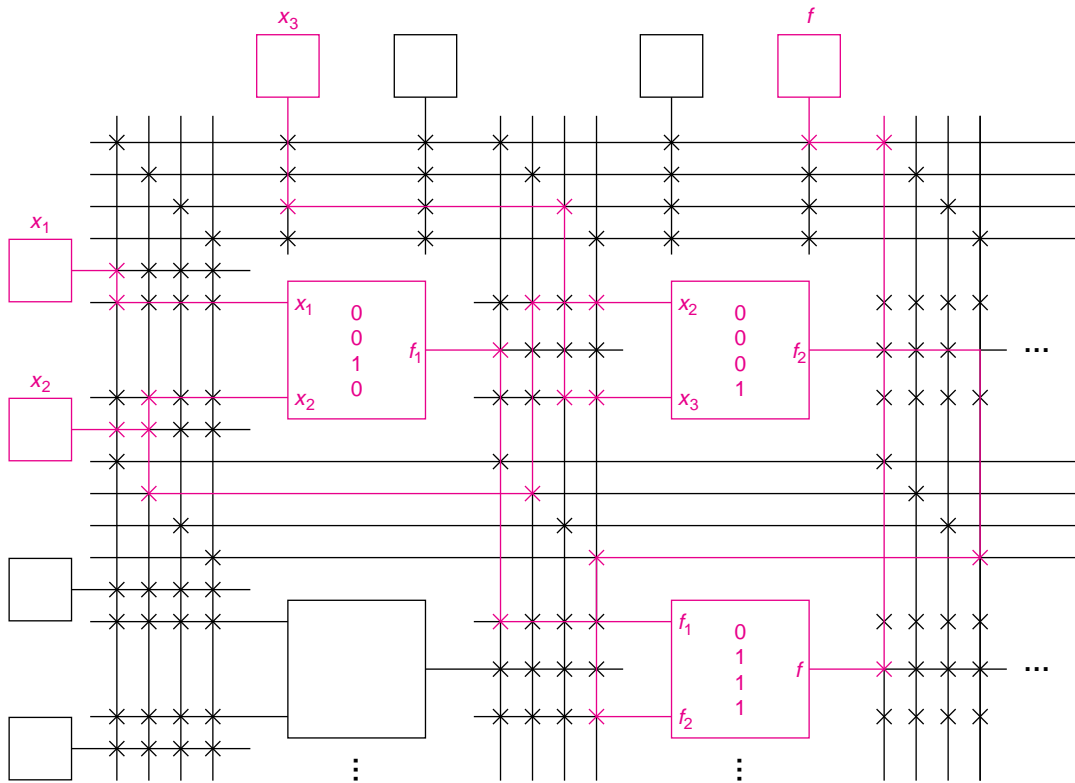 x3 f
x1
x1 0 0 1 0 f1
x2
x2 0 0 0 1 f2 ...
x3
x2
f1 0 1 1 1 f ...
f2
... ...